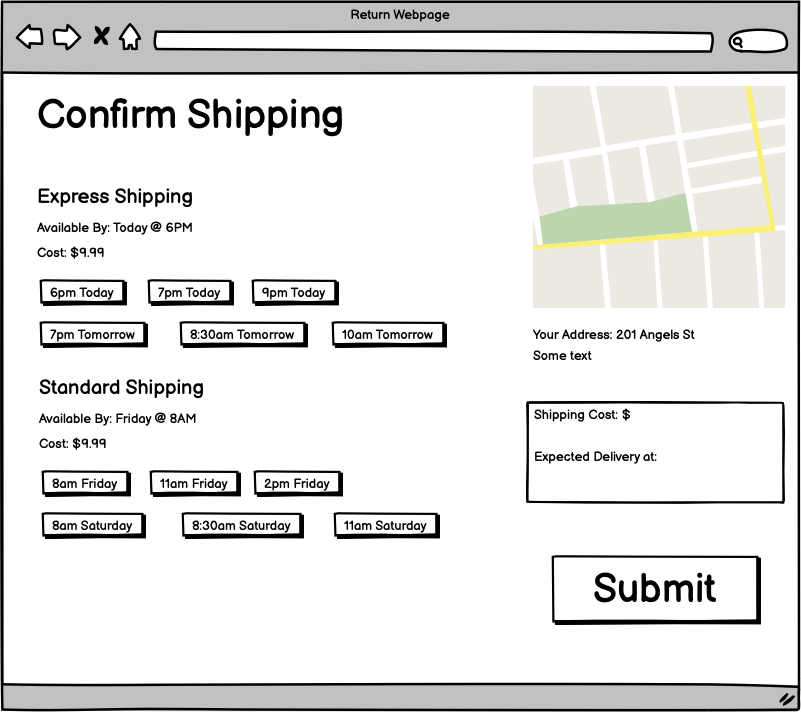 Return Webpage
Confirm Shipping
Express Shipping
Available By: Today @ 6PM
Cost: $9.99
6pm Today
7pm Today
9pm Today
7pm Tomorrow
8:30am Tomorrow
10am Tomorrow
Standard Shipping
Available By: Friday @ 8AM
Cost: $9.99
8am Friday
11am Friday
2pm Friday
8am Saturday
8:30am Saturday
11am Saturday
Your Address: 201 Angels St
Some text
Shipping Cost: $
Expected Delivery at:
Submit